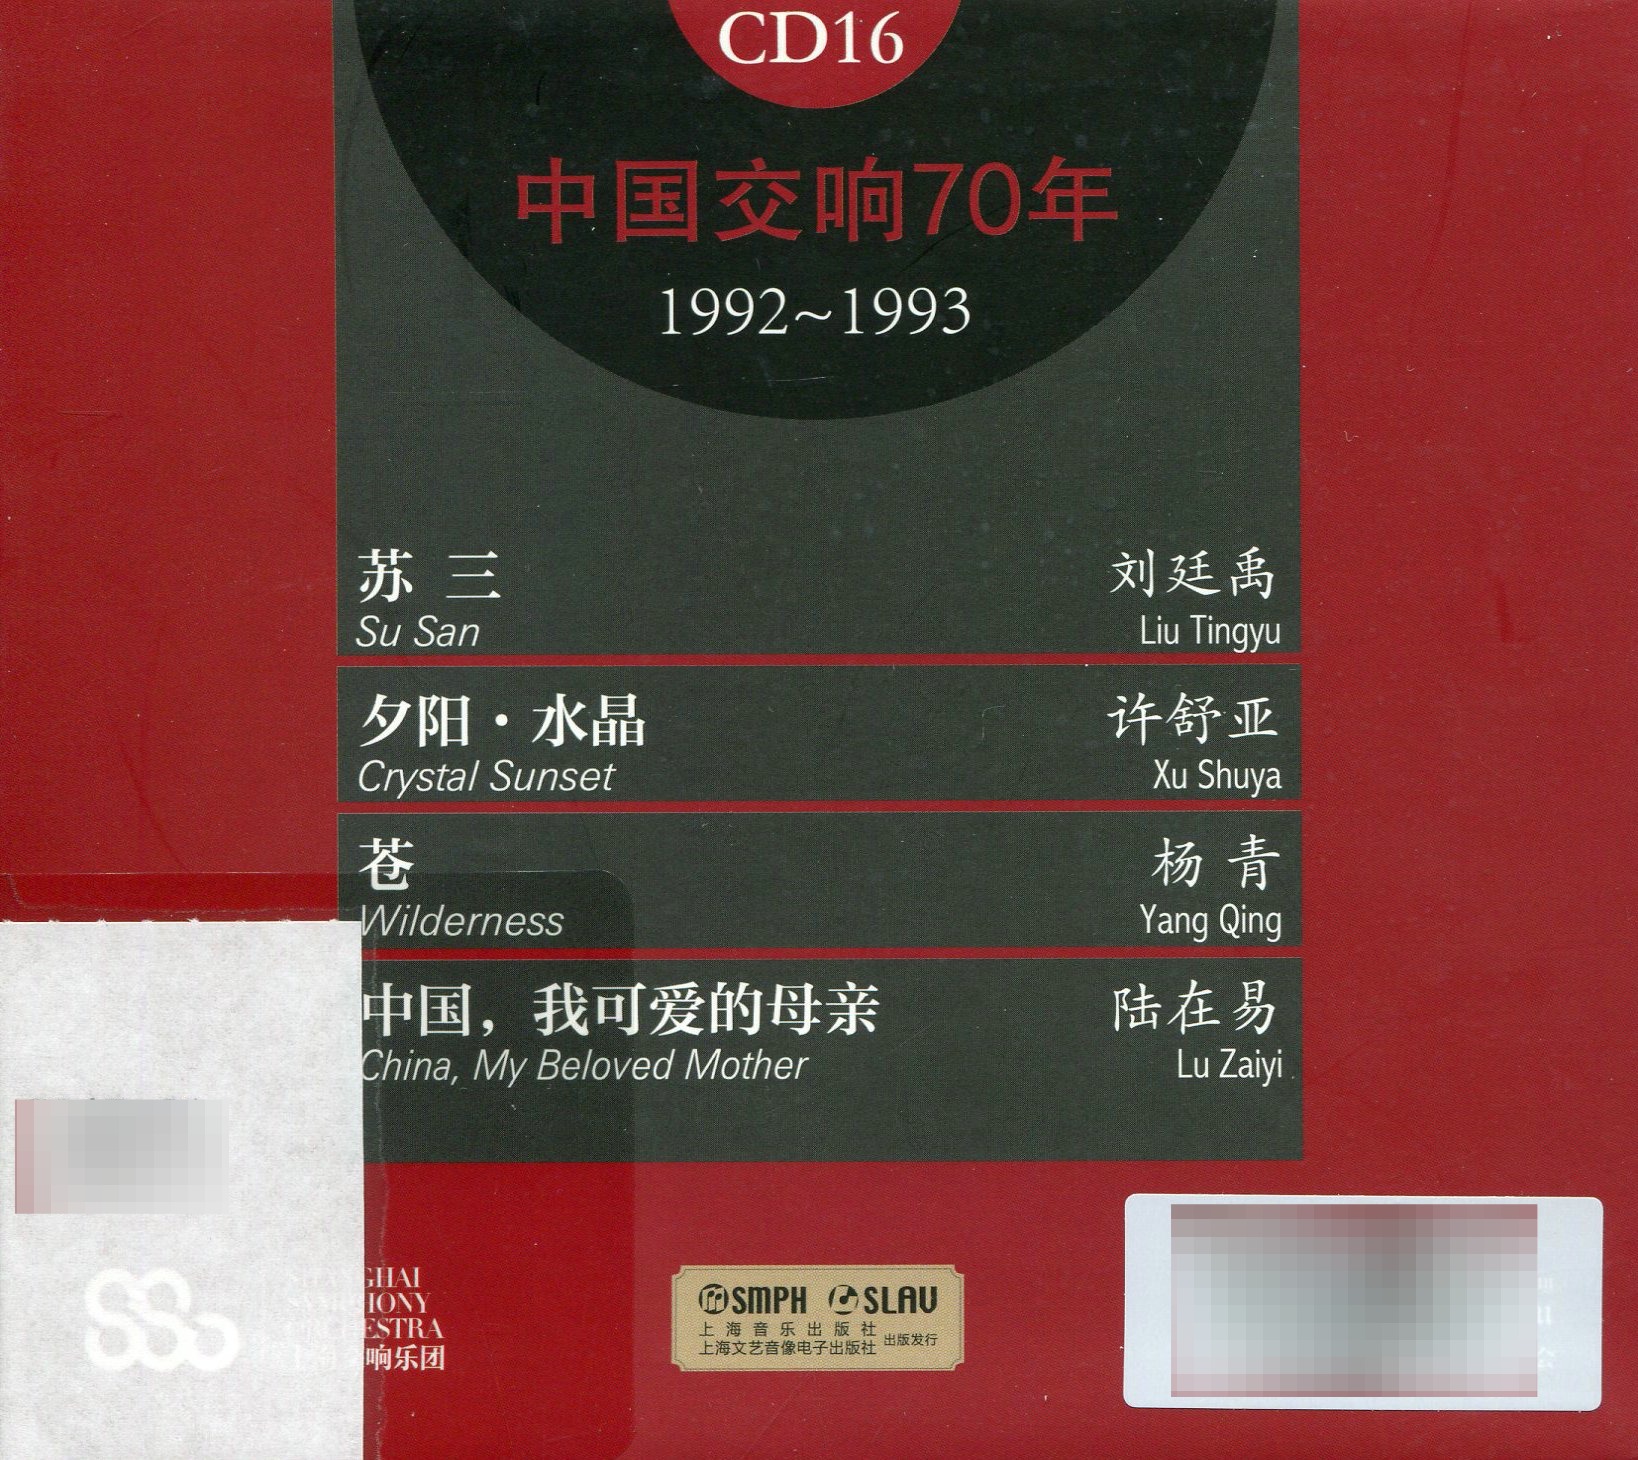 CD16
中国交响70年
1992~1993
苏 三
Su San
刘廷禹
Liu Tingyu
夕阳·水晶
Crystal Sunset
许舒亚
Xu Shuya
苍
Wilderness
杨 青
Yang Qing
中国，我可爱的母亲
China, My Beloved Mother
陆在易
Lu Zaiyi
响乐团
SMPH SLAV
上海音乐出版社
上海文艺音像电子出版社 出版发行